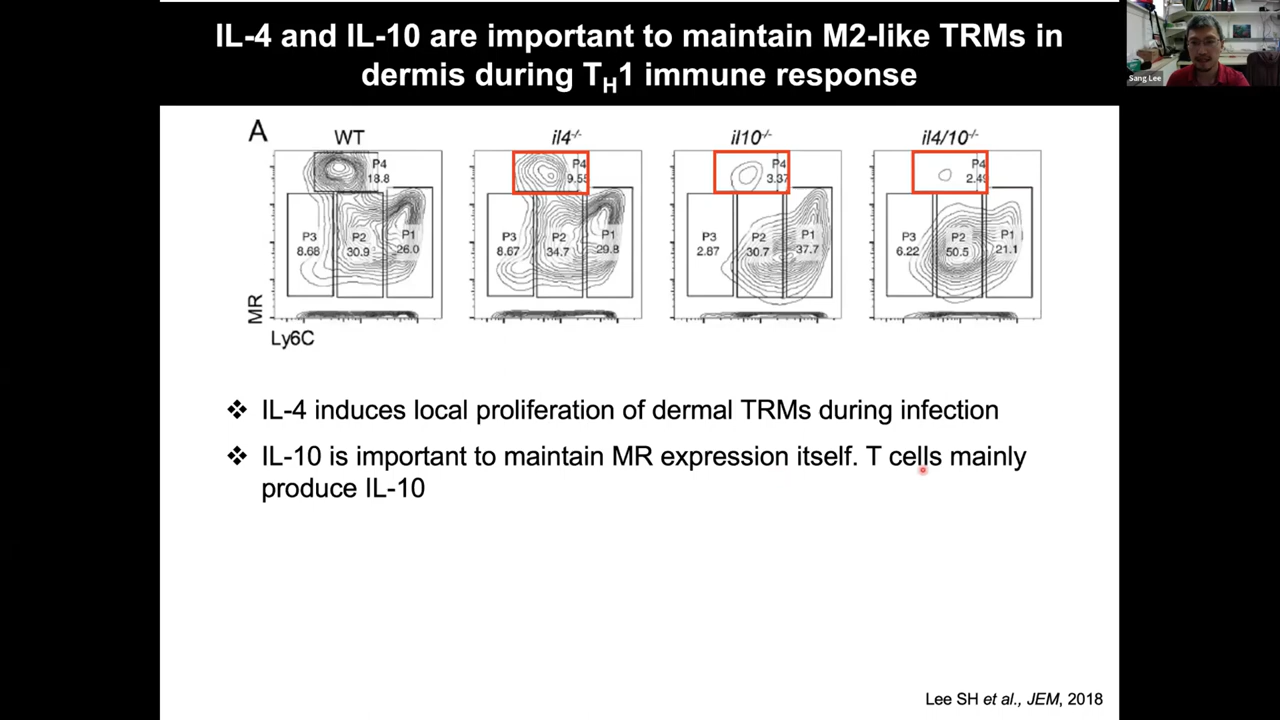 IL-4 and IL-10 are important to maintain M2-like TRMs in
dermis during TH1 immune response
Sang Lee
A
WT
il4-/-
il10-/-
il4/10-/-
P4
18.8
P3
8.68
P2
30.9
P1
26.0
P4
9.55
P3
8.67
P2
34.7
P1
29.8
P4
3.37
P3
2.87
P2
30.7
P1
37.7
P4
2.49
P3
6.22
P2
50.5
P1
21.1
MR
Ly6C
❖ IL-4 induces local proliferation of dermal TRMs during infection
❖ IL-10 is important to maintain MR expression itself. T cells mainly
produce IL-10
Lee SH et al., JEM, 2018